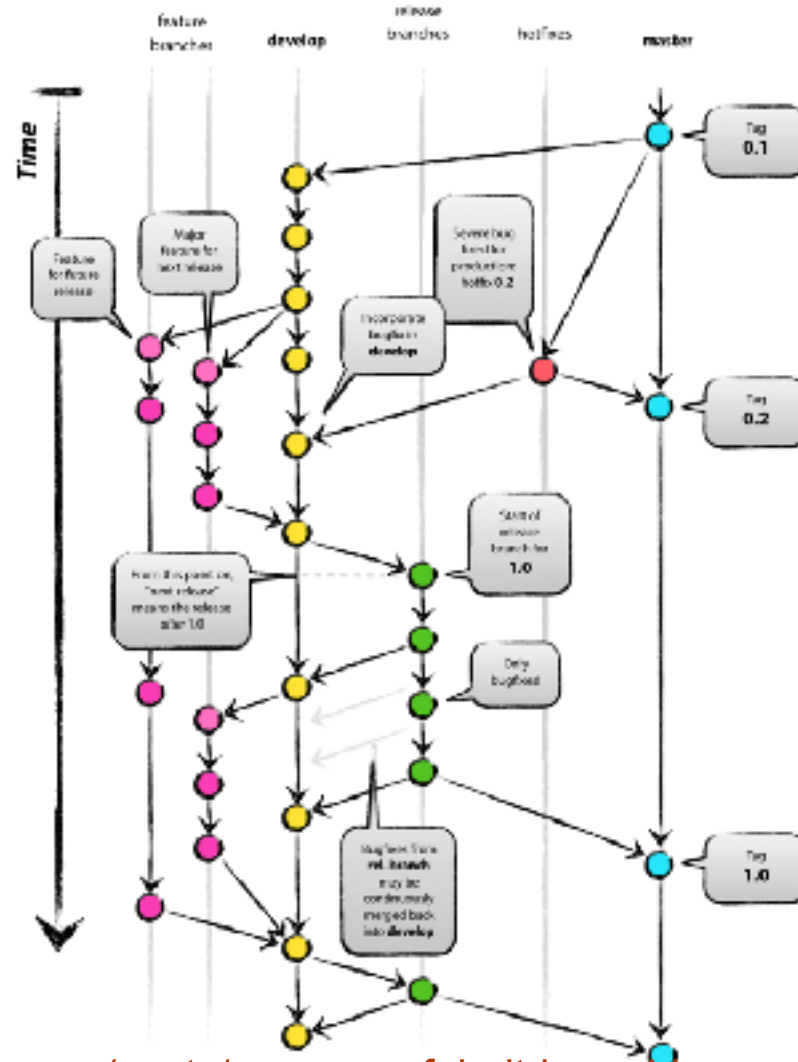 feature
branches
develop
release
branches
hotfixes
master
Time
Tag
0.1
Major
feature for
next release
Severe bug
fixed for
production:
hotfix 0.2
Feature
for future
release
Incorporate
bugfix in
develop
Tag
0.2
Start of
release
branch for
1.0
From this point on,
"next release"
means the release
after 1.0
Only
bugfixes!
Bugfixes from
rel. branch
may be
continuously
merged back
into develop
Tag
1.0